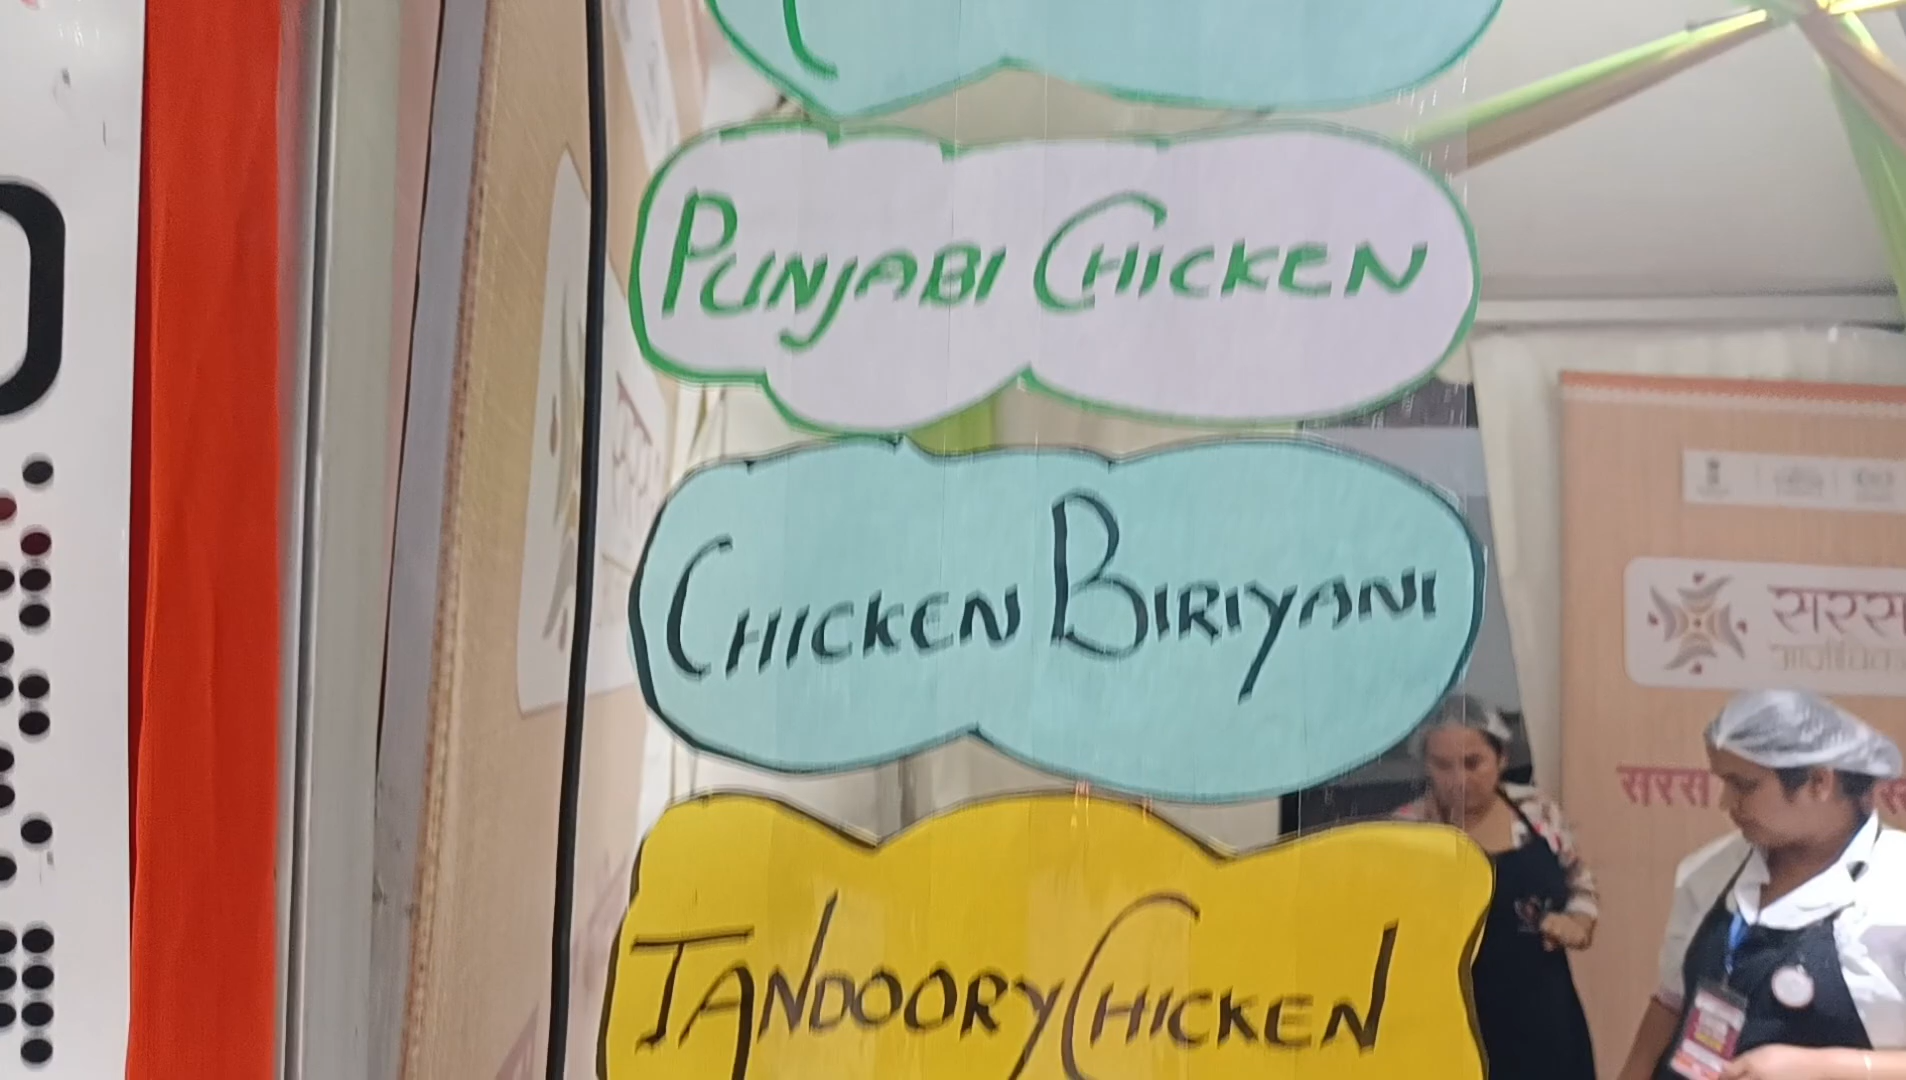 PUNJABI CHICKEN
CHICKEN BIRIYANI
TANDOORY CHICKEN
सरस
सरस